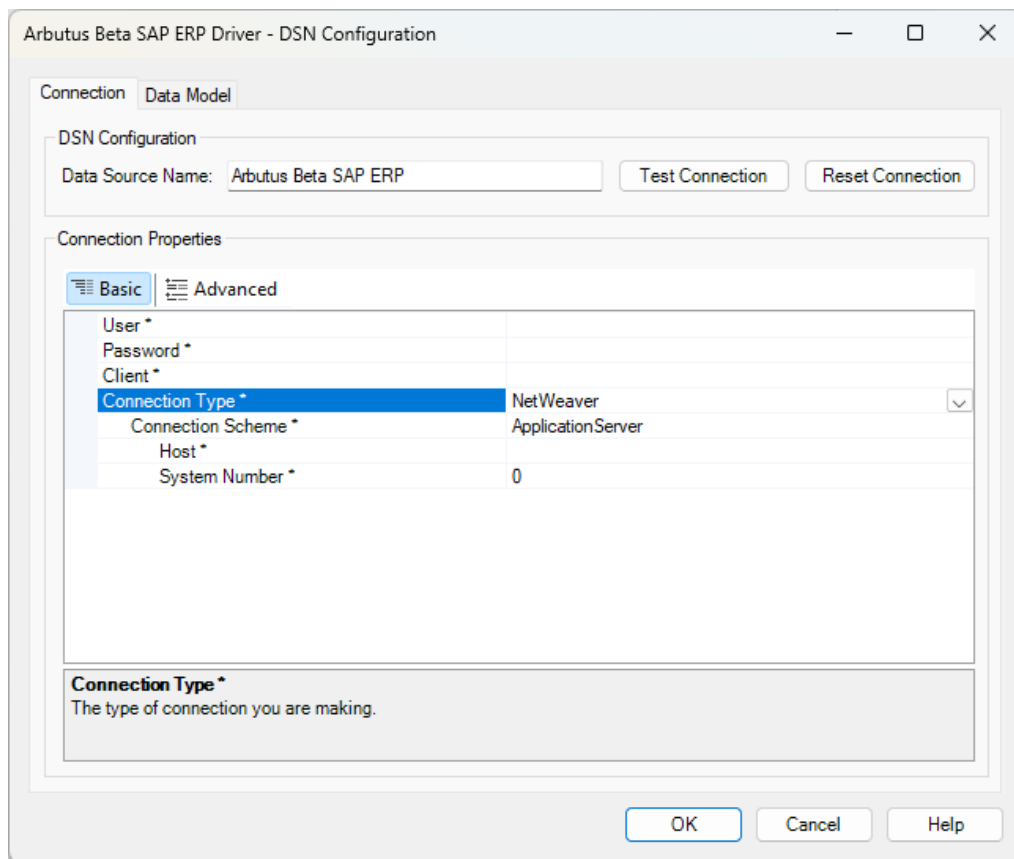 Arbutus Beta SAP ERP Driver - DSN Configuration
Connection Data Model
DSN Configuration
Data Source Name: Arbutus Beta SAP ERP Test Connection Reset Connection
Connection Properties
Basic Advanced
User *
Password *
Client *
Connection Type * NetWeaver
Connection Scheme * ApplicationServer
Host *
System Number * 0
Connection Type *
The type of connection you are making.
OK Cancel Help